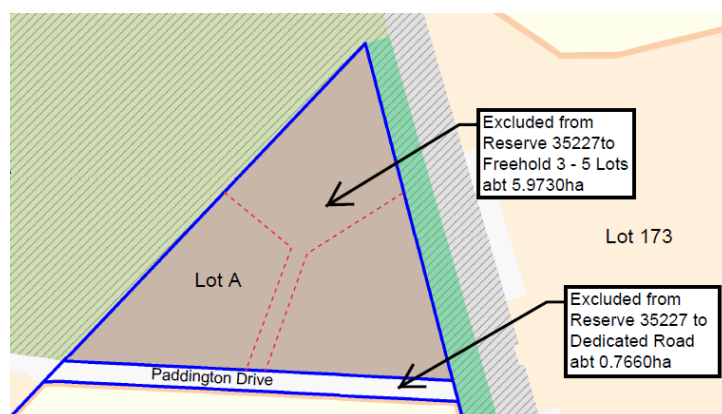 Excluded from
Reserve 35227to
Freehold 3 - 5 Lots
abt 5.9730ha
Lot 173
Lot A
Excluded from
Reserve 35227 to
Dedicated Road
abt 0.7660ha
Paddington Drive